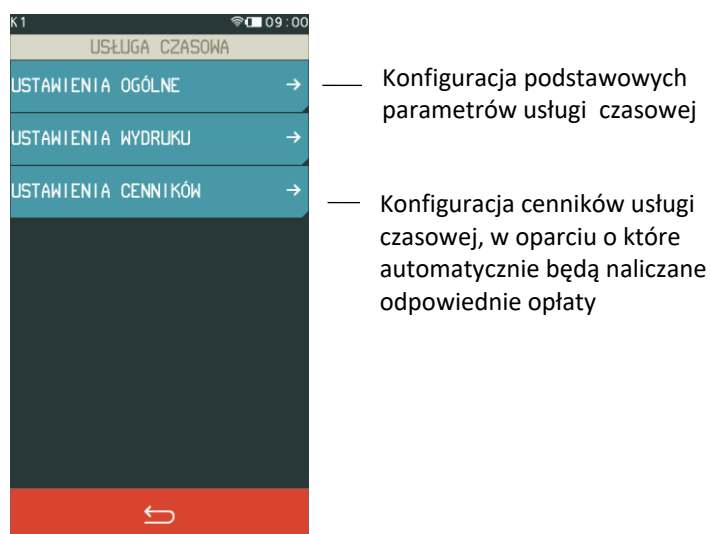 K1 09:00
USŁUGA CZASOWA
USTAWIENIA OGÓLNE →
USTAWIENIA WYDRUKU →
USTAWIENIA CENNIKÓW →
Konfiguracja podstawowych
parametrów usługi czasowej
Konfiguracja cenników usługi
czasowej, w oparciu o które
automatycznie będą naliczane
odpowiednie opłaty